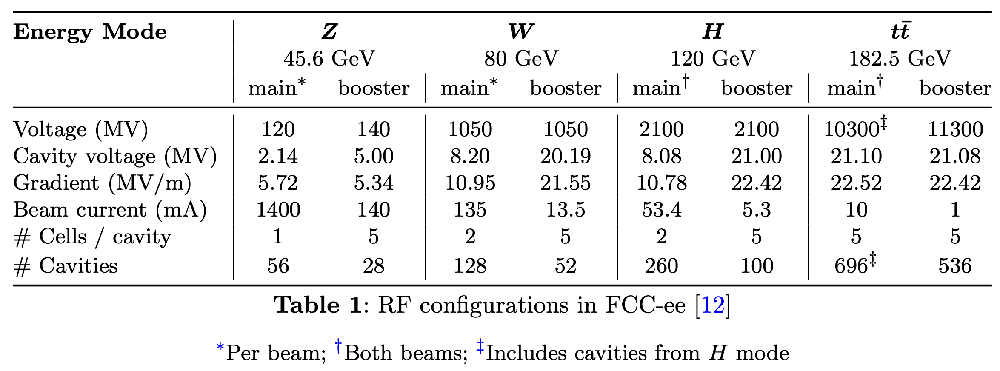 Energy Mode Z W H tt̄
45.6 GeV 80 GeV 120 GeV 182.5 GeV
main* booster main* booster main† booster main† booster
Voltage (MV) 120 140 1050 1050 2100 2100 10300‡ 11300
Cavity voltage (MV) 2.14 5.00 8.20 20.19 8.08 21.00 21.10 21.08
Gradient (MV/m) 5.72 5.34 10.95 21.55 10.78 22.42 22.52 22.42
Beam current (mA) 1400 140 135 13.5 53.4 5.3 10 1
# Cells / cavity 1 5 2 5 2 5 5 5
# Cavities 56 28 128 52 260 100 696‡ 536
Table 1: RF configurations in FCC-ee [12]
*Per beam; †Both beams; ‡Includes cavities from H mode